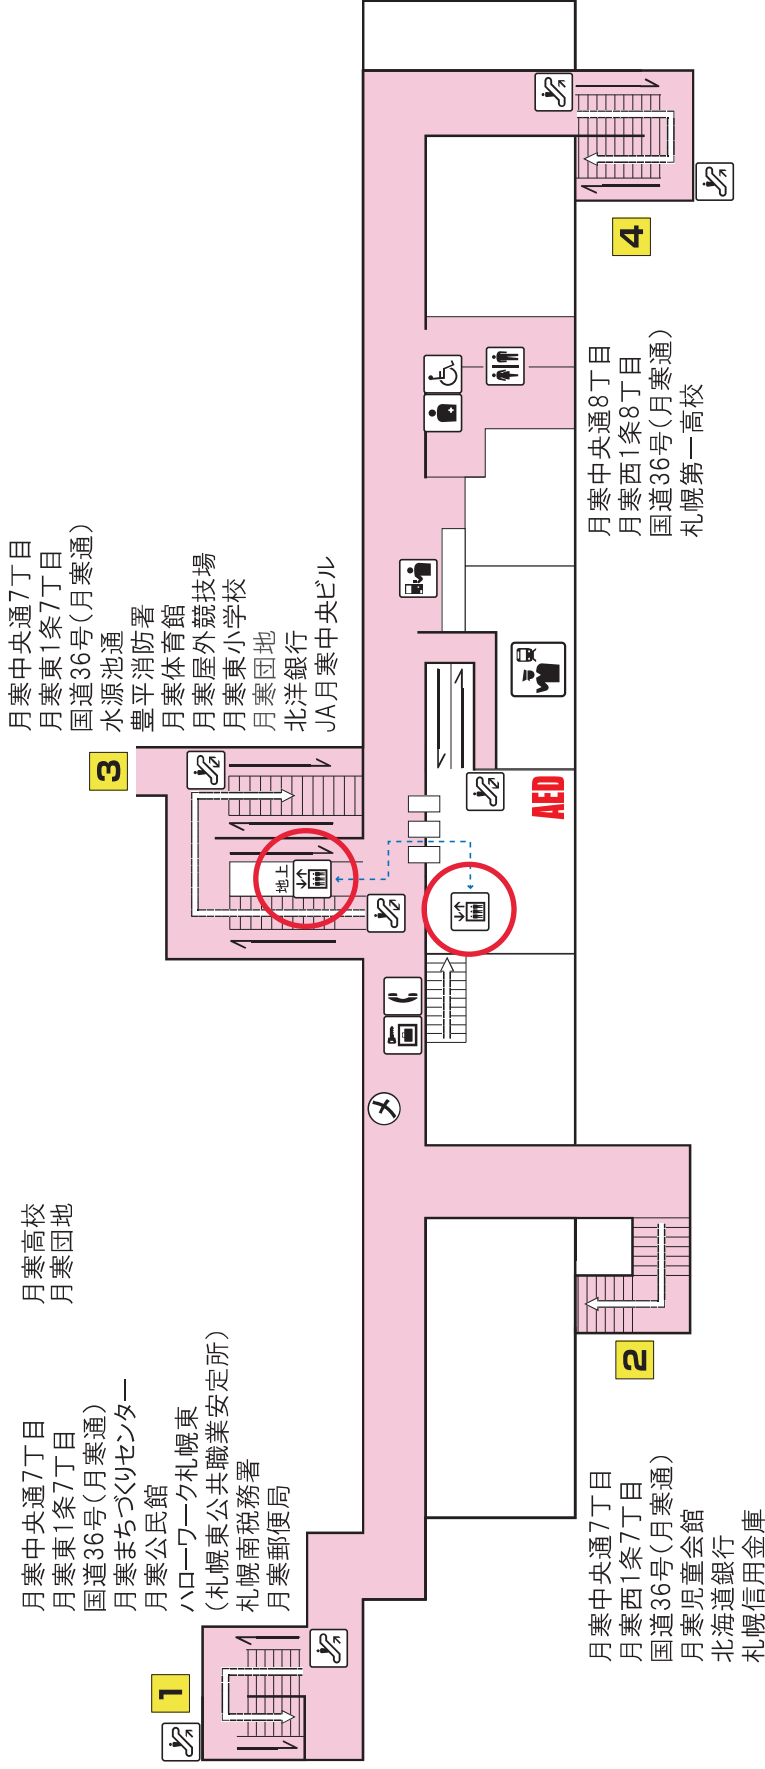 3
月寒中央通7丁目
月寒東1条7丁目
国道36号(月寒通)
水源池通
豊平消防署
月寒体育館
月寒屋外競技場
月寒東小学校
月寒団地
北洋銀行
JA月寒中央ビル
4
月寒中央通8丁目
月寒西1条8丁目
国道36号(月寒通)
札幌第一高校
地上
AED
月寒高校
月寒団地
1
月寒中央通7丁目
月寒東1条7丁目
国道36号(月寒通)
月寒まちづくりセンター
月寒公民館
ハローワーク札幌東
(札幌東公共職業安定所)
札幌南税務署
月寒郵便局
2
月寒中央通7丁目
月寒西1条7丁目
国道36号(月寒通)
月寒児童会館
北海道銀行
札幌信用金庫